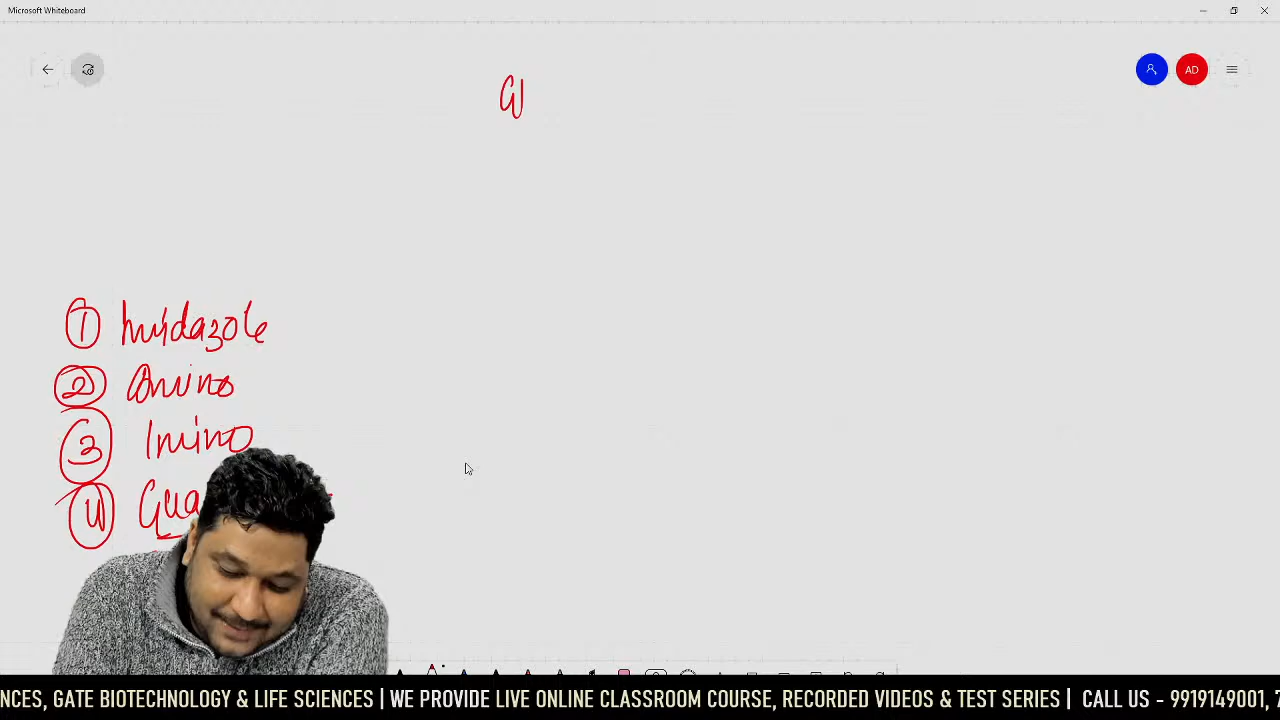 Microsoft Whiteboard
AD
① Imidazole
② Amino
③ Imino
④ Gua
NCES, GATE BIOTECHNOLOGY & LIFE SCIENCES | WE PROVIDE LIVE ONLINE CLASSROOM COURSE, RECORDED VIDEOS & TEST SERIES | CALL US - 9919149001, 7